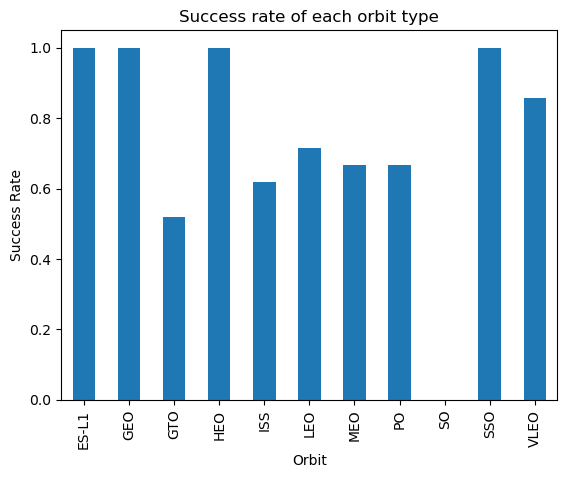 Success rate of each orbit type
Success Rate
1.0
0.8
0.6
0.4
0.2
0.0
ES-L1
GEO
GTO
HEO
ISS
LEO
MEO
PO
SO
SSO
VLEO
Orbit